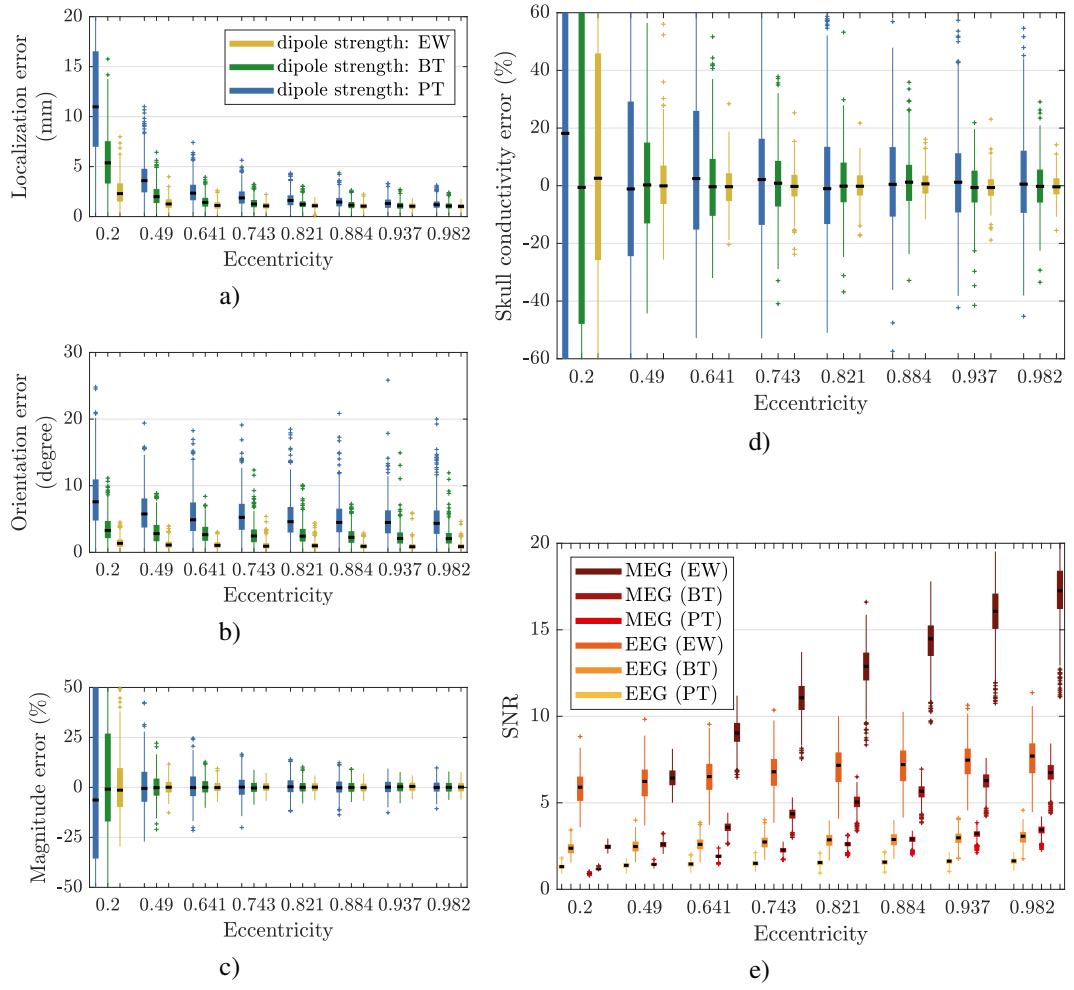 20
15
10
5
0
Localization error
(mm)
dipole strength: EW
dipole strength: BT
dipole strength: PT
0.2 0.49 0.641 0.743 0.821 0.884 0.937 0.982
Eccentricity
a)
30
20
10
0
Orientation error
(degree)
0.2 0.49 0.641 0.743 0.821 0.884 0.937 0.982
Eccentricity
b)
50
25
0
-25
-50
Magnitude error (%)
0.2 0.49 0.641 0.743 0.821 0.884 0.937 0.982
Eccentricity
c)
60
40
20
0
-20
-40
-60
Skull conductivity error (%)
0.2 0.49 0.641 0.743 0.821 0.884 0.937 0.982
Eccentricity
d)
20
15
10
5
0
SNR
MEG (EW)
MEG (BT)
MEG (PT)
EEG (EW)
EEG (BT)
EEG (PT)
0.2 0.49 0.641 0.743 0.821 0.884 0.937 0.982
Eccentricity
e)